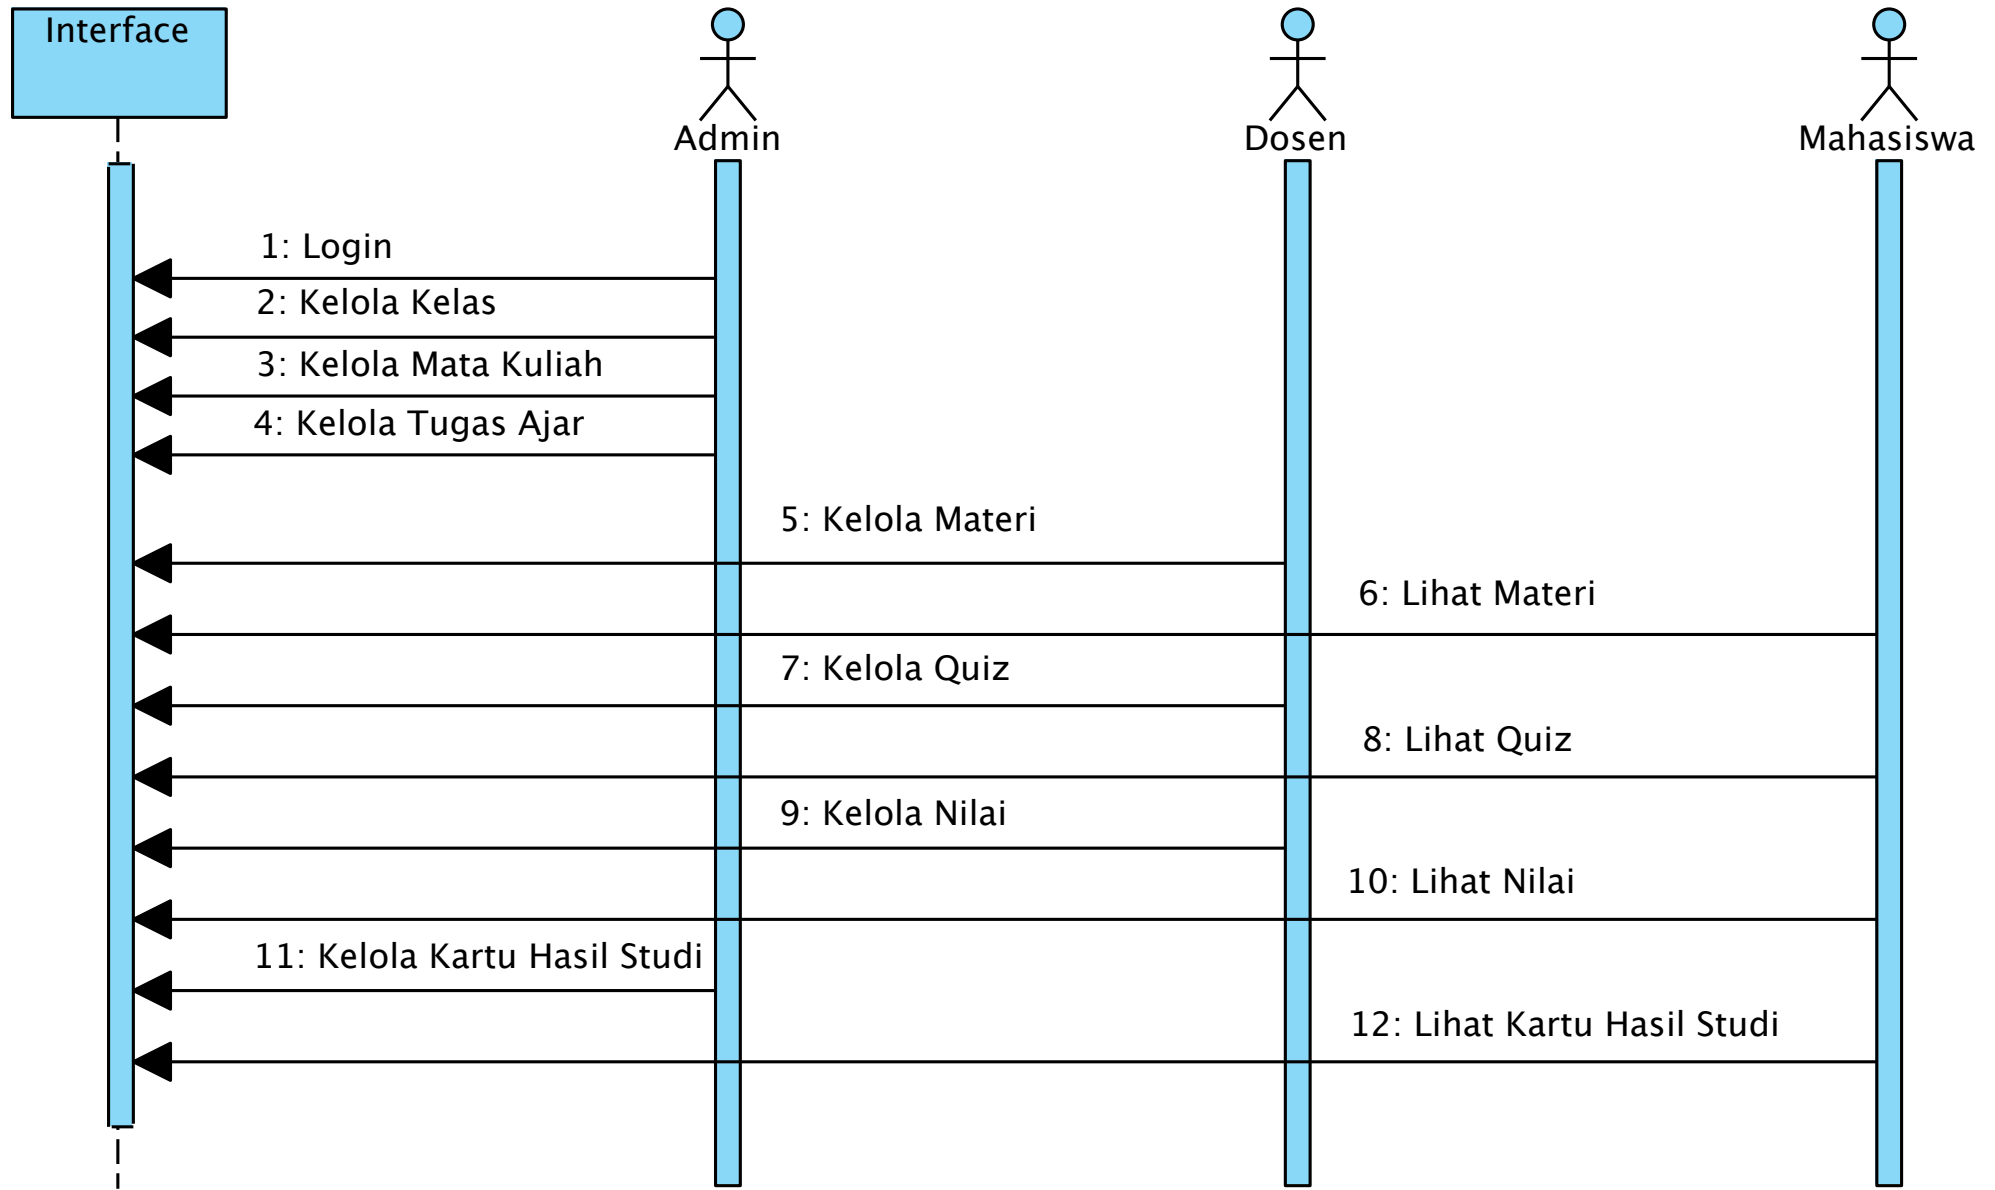 Interface
Admin
Dosen
Mahasiswa
1: Login
2: Kelola Kelas
3: Kelola Mata Kuliah
4: Kelola Tugas Ajar
5: Kelola Materi
6: Lihat Materi
7: Kelola Quiz
8: Lihat Quiz
9: Kelola Nilai
10: Lihat Nilai
11: Kelola Kartu Hasil Studi
12: Lihat Kartu Hasil Studi